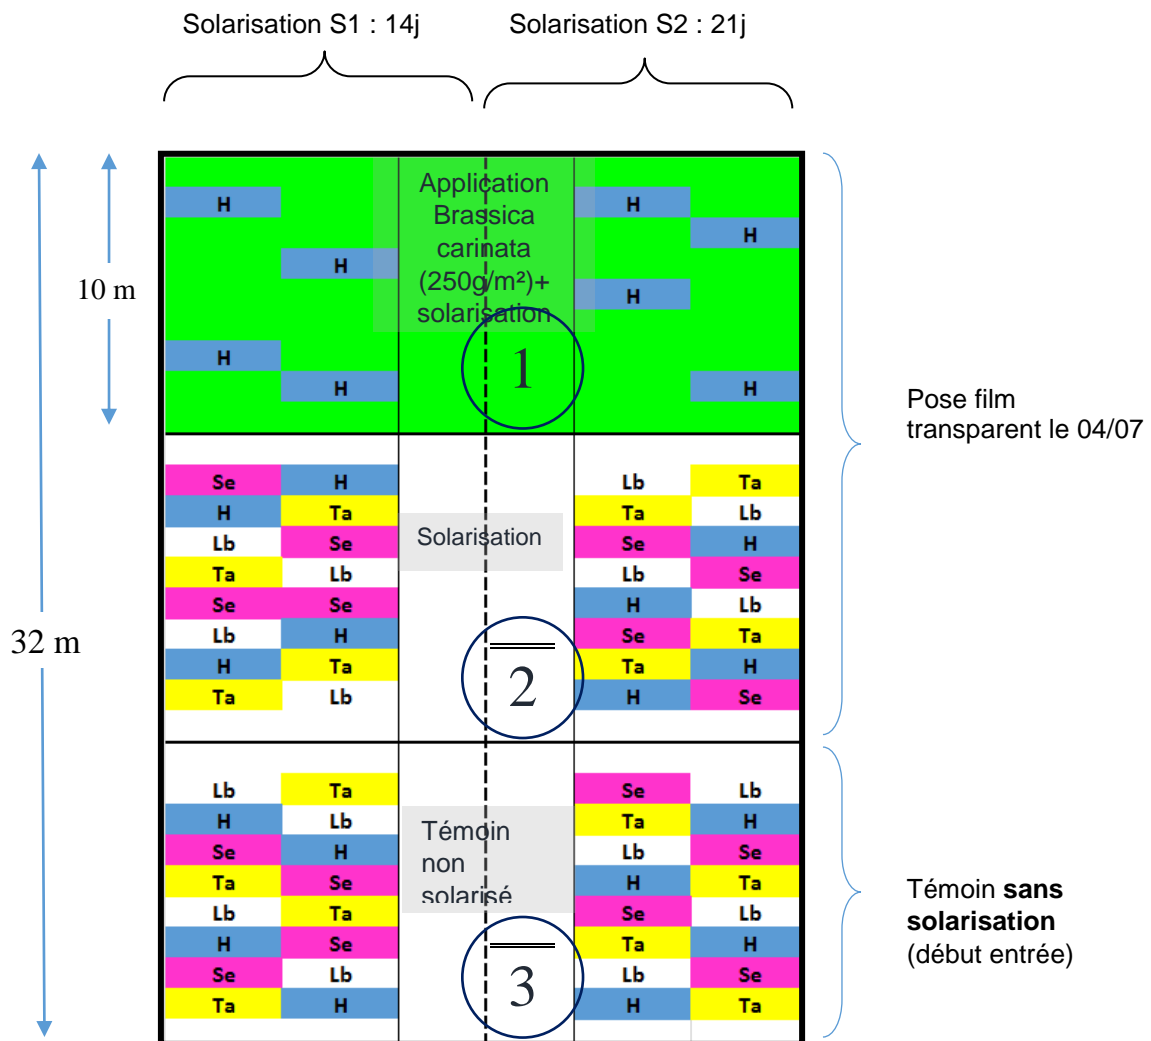 Solarisation S1 : 14j Solarisation S2 : 21j
Application
Brassica
carinata
(250g/m²)+
solarisation
H H
H
H
H
H
H H
1
10 m
32 m
Pose film
transparent le 04/07
Se H Lb Ta
H Ta Ta Lb
Lb Se Se H
Ta Lb Lb Se
Se Se H Lb
Lb H Se Ta
H Ta Ta H
Ta Lb H Se
Solarisation
2
Lb Ta Se Lb
H Lb Ta H
Se H Lb Se
Ta Se H Ta
Lb Ta Se Lb
H Se Ta H
Se Lb Lb Se
Ta H H Ta
Témoin
non
solarisé
3
Témoin sans
solarisation
(début entrée)